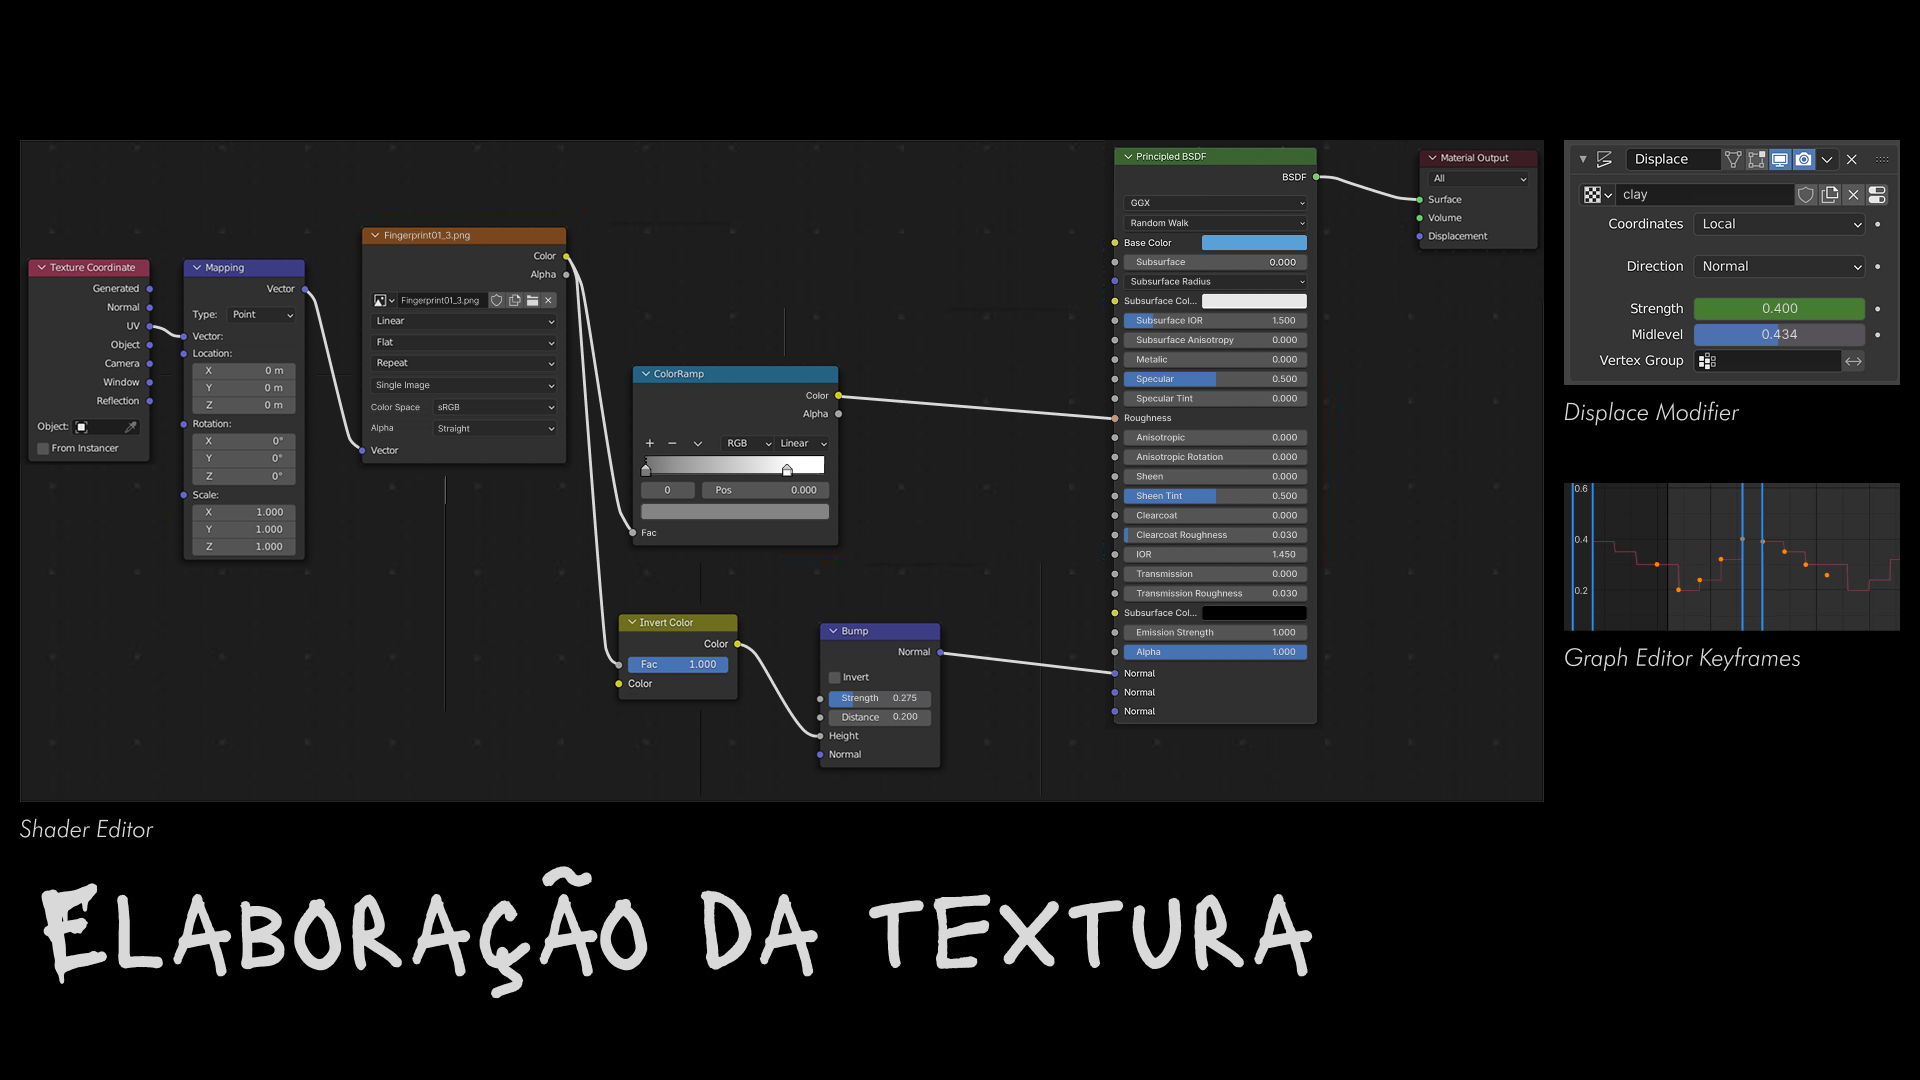 Texture Coordinate
Generated
Normal
UV
Object
Camera
Window
Reflection
Object:
From Instancer
Mapping
Vector
Type: Point
Vector:
Location:
X 0 m
Y 0 m
Z 0 m
Rotation:
X 0°
Y 0°
Z 0°
Scale:
X 1.000
Y 1.000
Z 1.000
Fingerprint01_3.png
Color
Alpha
Fingerprint01_3.png
Linear
Flat
Repeat
Single Image
Color Space sRGB
Alpha Straight
Vector
ColorRamp
Color
Alpha
RGB Linear
0 Pos 0.000
Fac
Invert Color
Color
Fac 1.000
Color
Bump
Normal
Invert
Strength 0.275
Distance 0.200
Height
Normal
Principled BSDF
BSDF
GGX
Random Walk
Base Color
Subsurface 0.000
Subsurface Radius
Subsurface Col...
Subsurface IOR 1.500
Subsurface Anisotropy 0.000
Metalic 0.000
Specular 0.500
Specular Tint 0.000
Roughness
Anisotropic 0.000
Anisotropic Rotation 0.000
Sheen 0.000
Sheen Tint 0.500
Clearcoat 0.000
Clearcoat Roughness 0.030
IOR 1.450
Transmission 0.000
Transmission Roughness 0.030
Subsurface Col...
Emission Strength 1.000
Alpha 1.000
Normal
Normal
Normal
Material Output
All
Surface
Volume
Displacement
Shader Editor
Displace
clay
Coordinates Local
Direction Normal
Strength 0.400
Midlevel 0.434
Vertex Group
Displace Modifier
0.6
0.4
0.2
Graph Editor Keyframes
ELABORAÇÃO DA TEXTURA